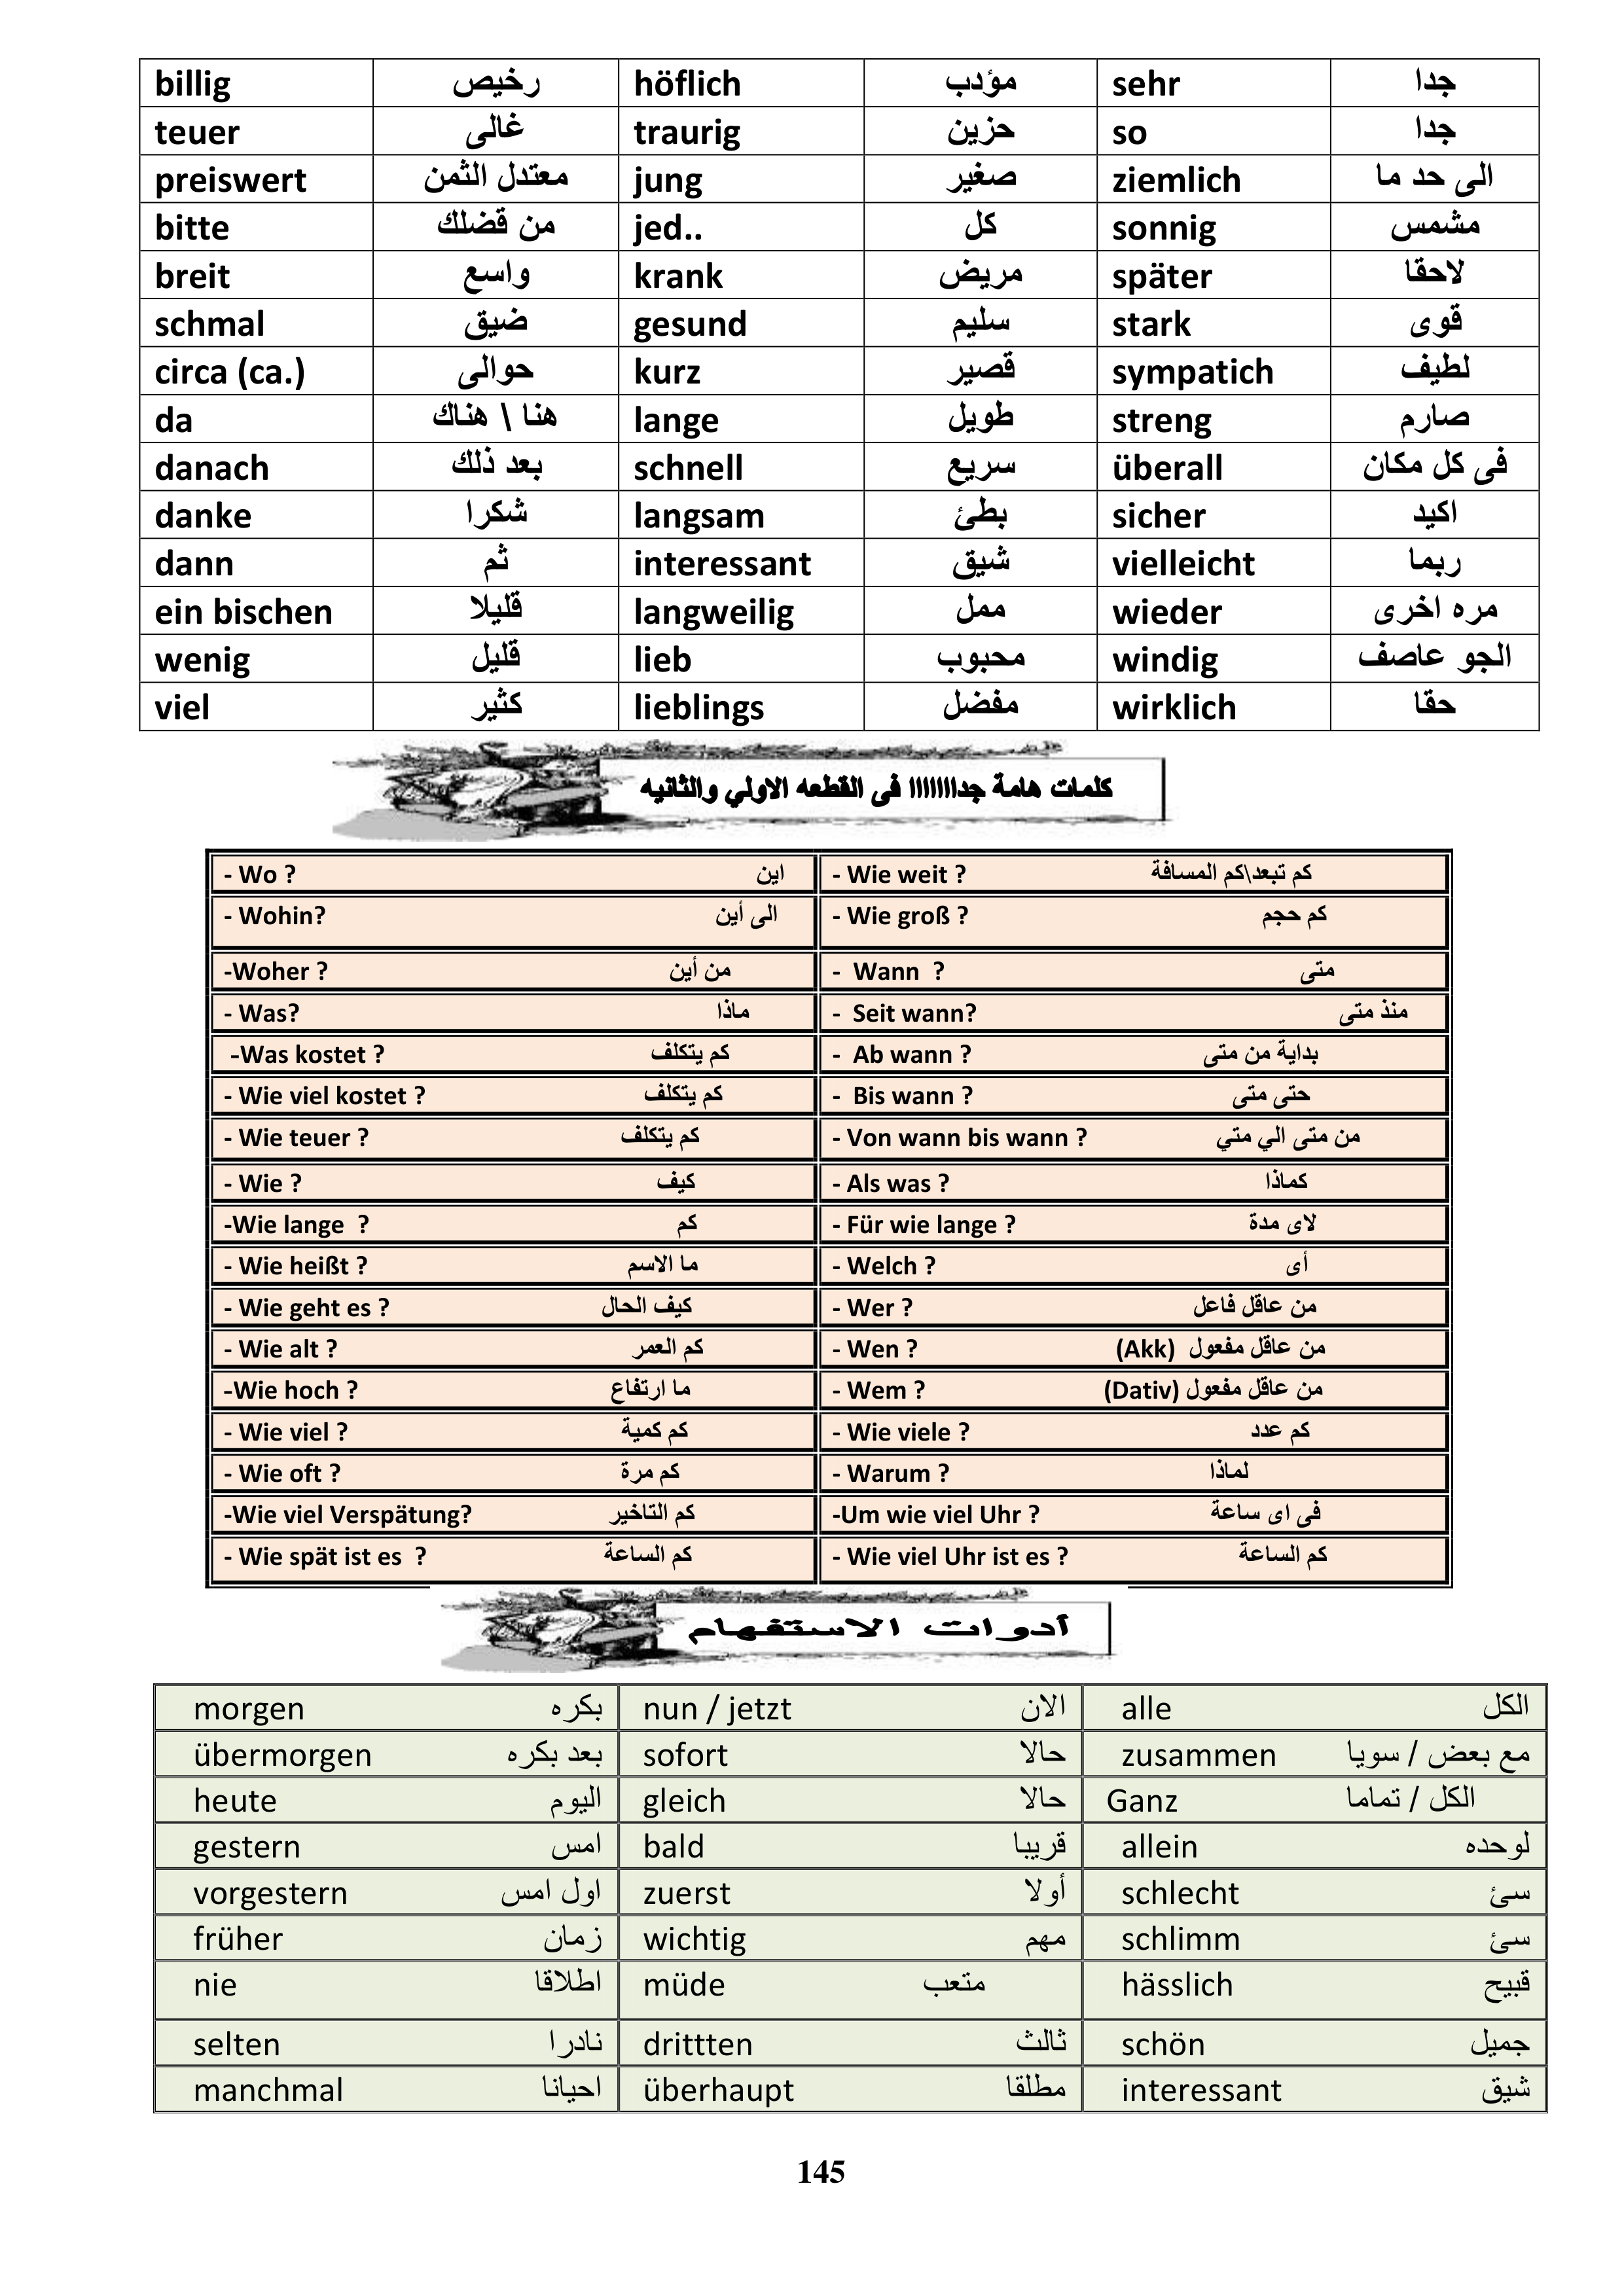 billig رخيص höflich مؤدب sehr جدا
teuer غالى traurig حزين so جدا
preiswert معتدل الثمن jung صغير ziemlich الى حد ما
bitte من فضلك jed.. كل sonnig مشمس
breit واسع krank مريض später لاحقا
schmal ضيق gesund سليم stark قوى
circa (ca.) حوالى kurz قصير sympatich لطيف
da هنا \ هناك lange طويل streng صارم
danach بعد ذلك schnell سريع überall فى كل مكان
danke شكرا langsam بطئ sicher اكيد
dann ثم interessant شيق vielleicht ربما
ein bischen قليلا langweilig ممل wieder مره اخرى
wenig قليل lieb محبوب windig الجو عاصف
viel كثير lieblings مفضل wirklich حقا
كلمات هامة جدااااااا فى القطعه الاولي والثانيه
- Wo ? اين - Wie weit ? كم تبعد\كم المسافة
- Wohin? الى أين - Wie groß ? كم حجم
-Woher ? من أين - Wann ? متى
- Was? ماذا - Seit wann? منذ متى
-Was kostet ? كم يتكلف - Ab wann ? بداية من متى
- Wie viel kostet ? كم يتكلف - Bis wann ? حتى متى
- Wie teuer ? كم يتكلف - Von wann bis wann ? من متى الي متي
- Wie ? كيف - Als was ? كماذا
-Wie lange ? كم - Für wie lange ? لاى مدة
- Wie heißt ? ما الاسم - Welch ? أى
- Wie geht es ? كيف الحال - Wer ? من عاقل فاعل
- Wie alt ? كم العمر - Wen ? من عاقل مفعول (Akk)
-Wie hoch ? ما ارتفاع - Wem ? من عاقل مفعول (Dativ)
- Wie viel ? كم كمية - Wie viele ? كم عدد
- Wie oft ? كم مرة - Warum ? لماذا
-Wie viel Verspätung? كم التاخير -Um wie viel Uhr ? فى اى ساعة
- Wie spät ist es ? كم الساعة - Wie viel Uhr ist es ? كم الساعة
أدوات الاستفهام
morgen بكره nun / jetzt الان alle الكل
übermorgen بعد بكره sofort حالا zusammen مع بعض / سويا
heute اليوم gleich حالا Ganz الكل / تماما
gestern امس bald قريبا allein لوحده
vorgestern اول امس zuerst أولا schlecht سئ
früher زمان wichtig مهم schlimm سئ
nie اطلاقا müde متعب hässlich قبيح
selten نادرا drittten ثالث schön جميل
manchmal احيانا überhaupt مطلقا interessant شيق
145